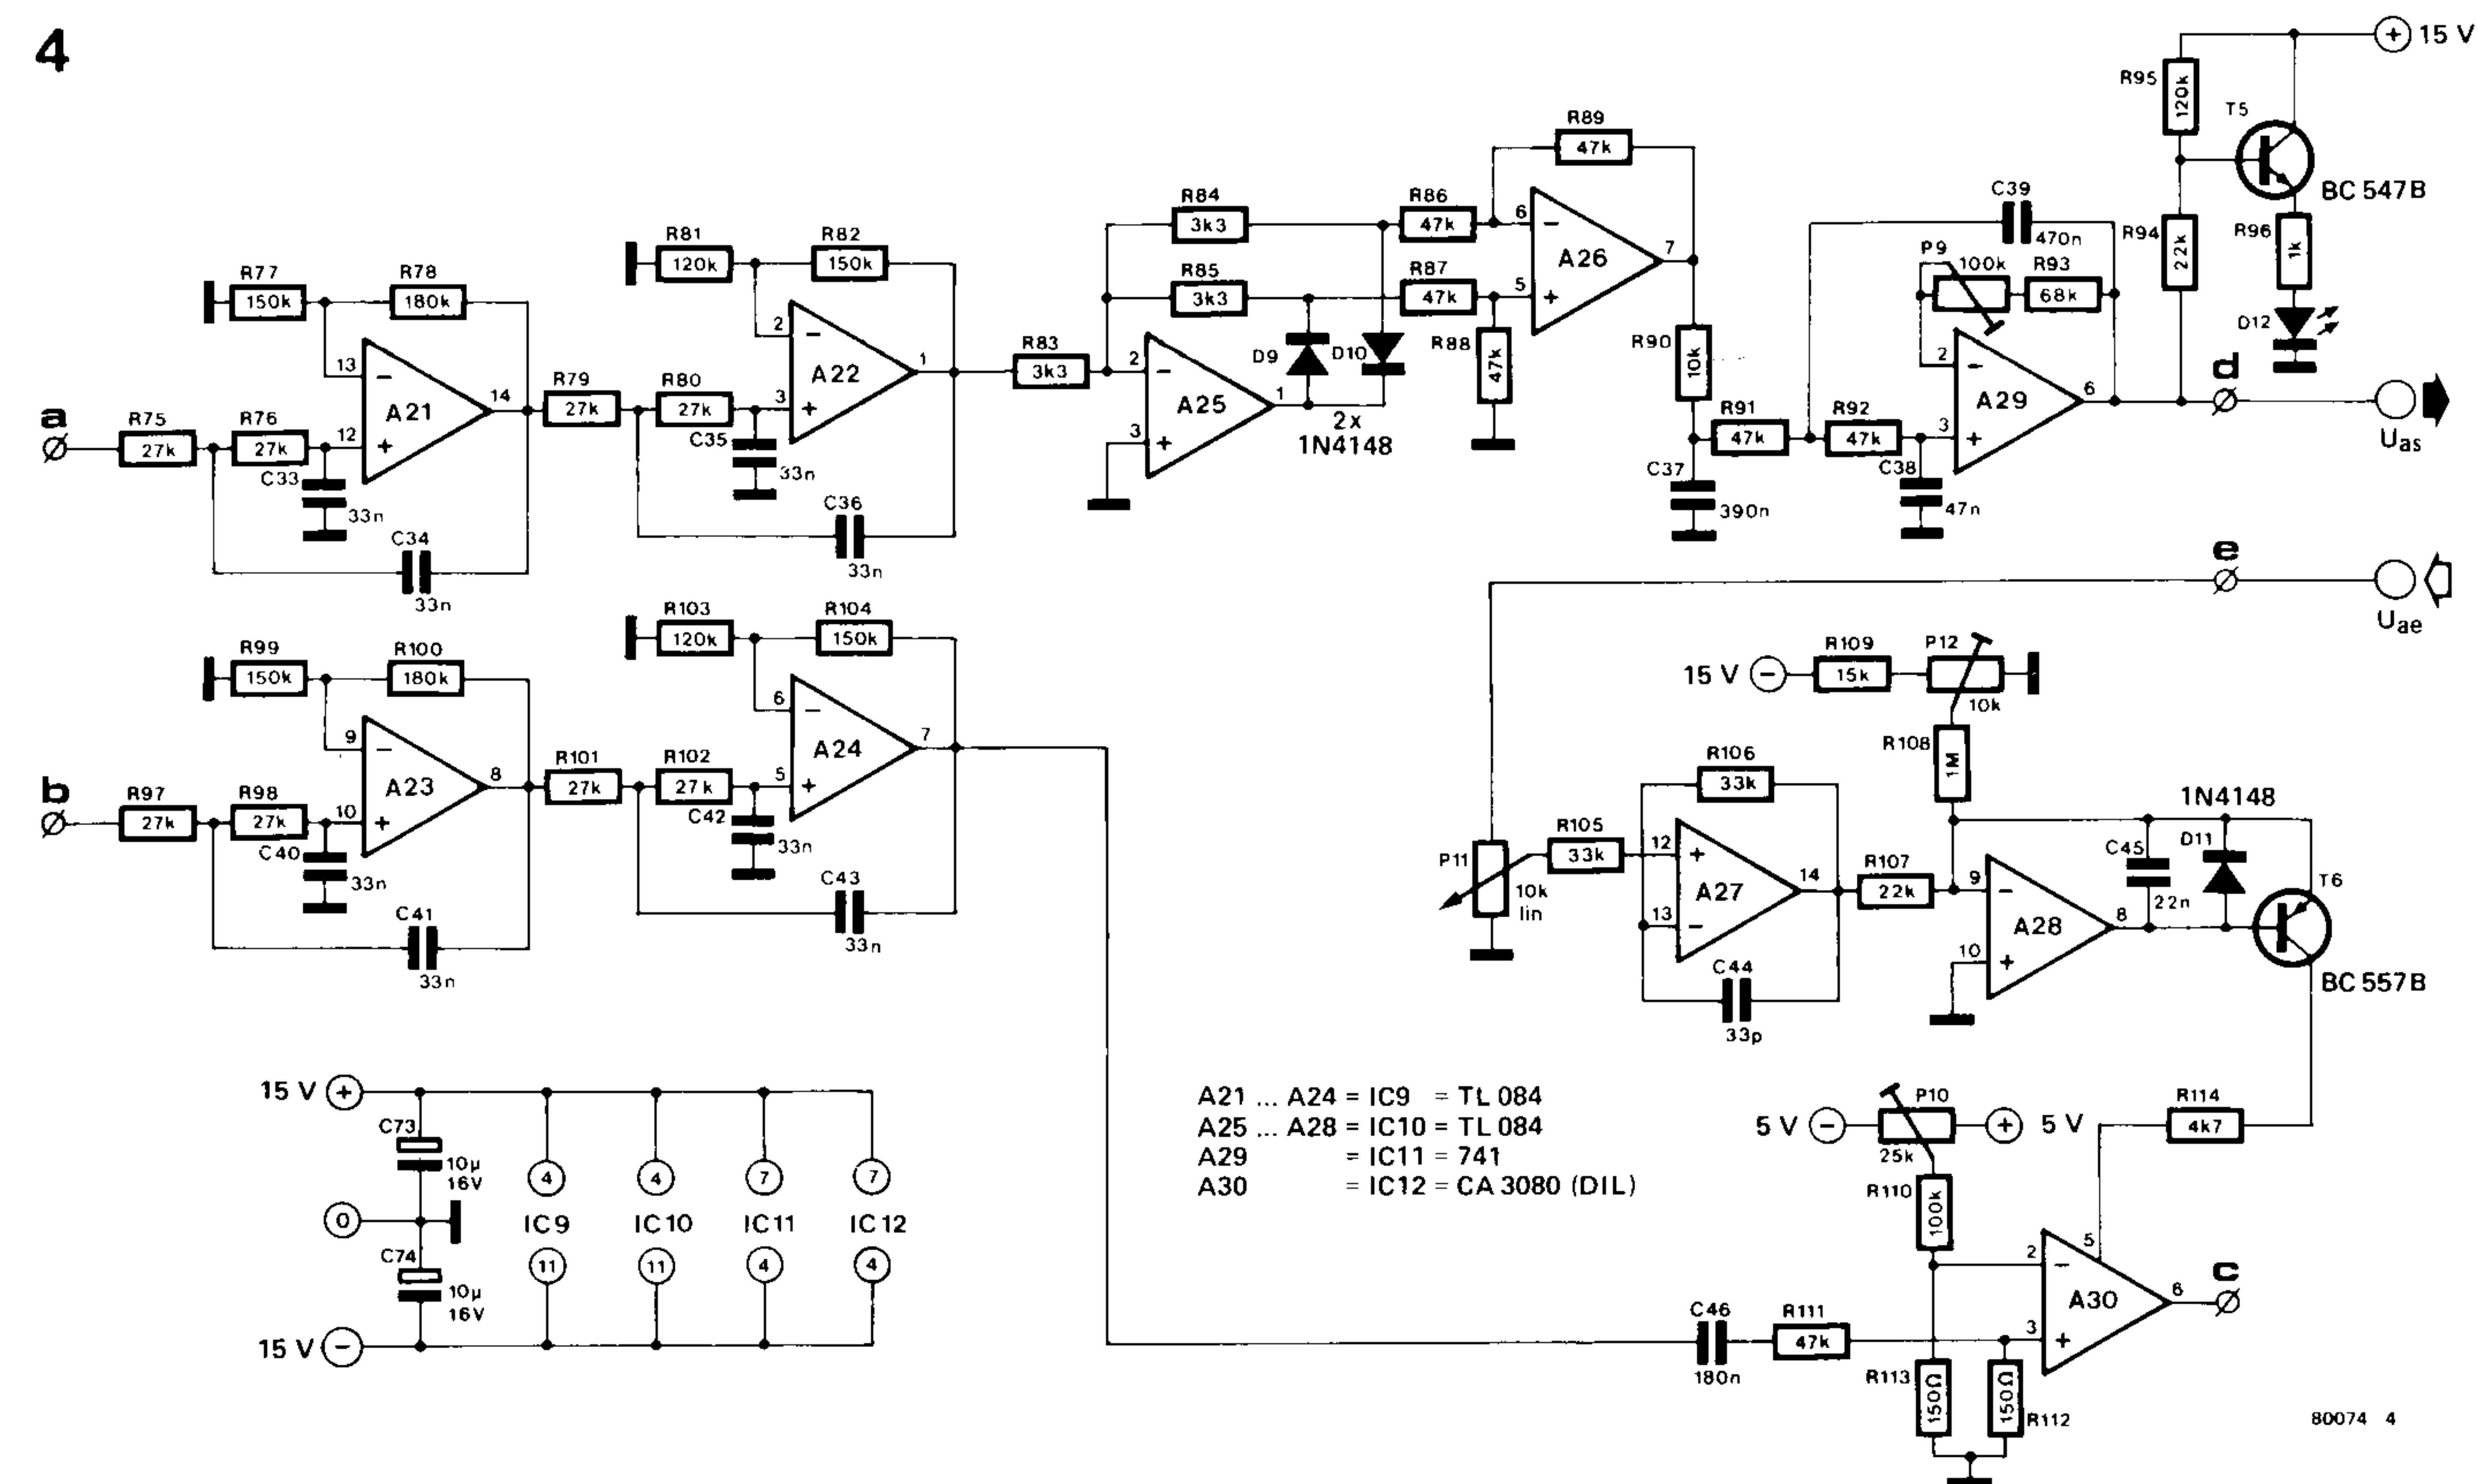 4
15 V
R95
120k
T5
BC 547B
R94
22k
R96
1k
D12
d
Uas
R89
47k
R84
3k3
R86
47k
6
A26
7
R85
3k3
R87
47k
5
R88
47k
D9
D10
2x
1N4148
R83
3k3
2
A25
1
3
R90
10k
C37
390n
R91
47k
R92
47k
C38
47n
C39
470n
P9
100k
R93
68k
2
A29
6
3
R81
120k
R82
150k
2
A22
1
3
R77
150k
R78
180k
13
A21
14
12
a
R75
27k
R76
27k
C33
33n
C34
33n
R79
27k
R80
27k
C35
33n
C36
33n
e
Uae
R103
120k
R104
150k
6
A24
7
5
R99
150k
R100
180k
9
A23
8
10
b
R97
27k
R98
27k
C40
33n
C41
33n
R101
27k
R102
27k
C42
33n
C43
33n
15 V
R109
15k
P12
10k
R108
1M
R106
33k
P11
10k
lin
R105
33k
12
A27
14
13
C44
33p
R107
22k
9
A28
8
10
1N4148
C45
22n
D11
T6
BC 557B
15 V
C73
10µ
16V
0
C74
10µ
16V
15 V
4
4
7
7
IC9
IC10
IC11
IC12
11
11
4
4
A21 ... A24 = IC9 = TL 084
A25 ... A28 = IC10 = TL 084
A29 = IC11 = 741
A30 = IC12 = CA 3080 (DIL)
5 V
P10
25k
5 V
R114
4k7
R110
100k
2
5
A30
6
3
c
C46
180n
R111
47k
R113
150Ω
150Ω
R112
80074 4